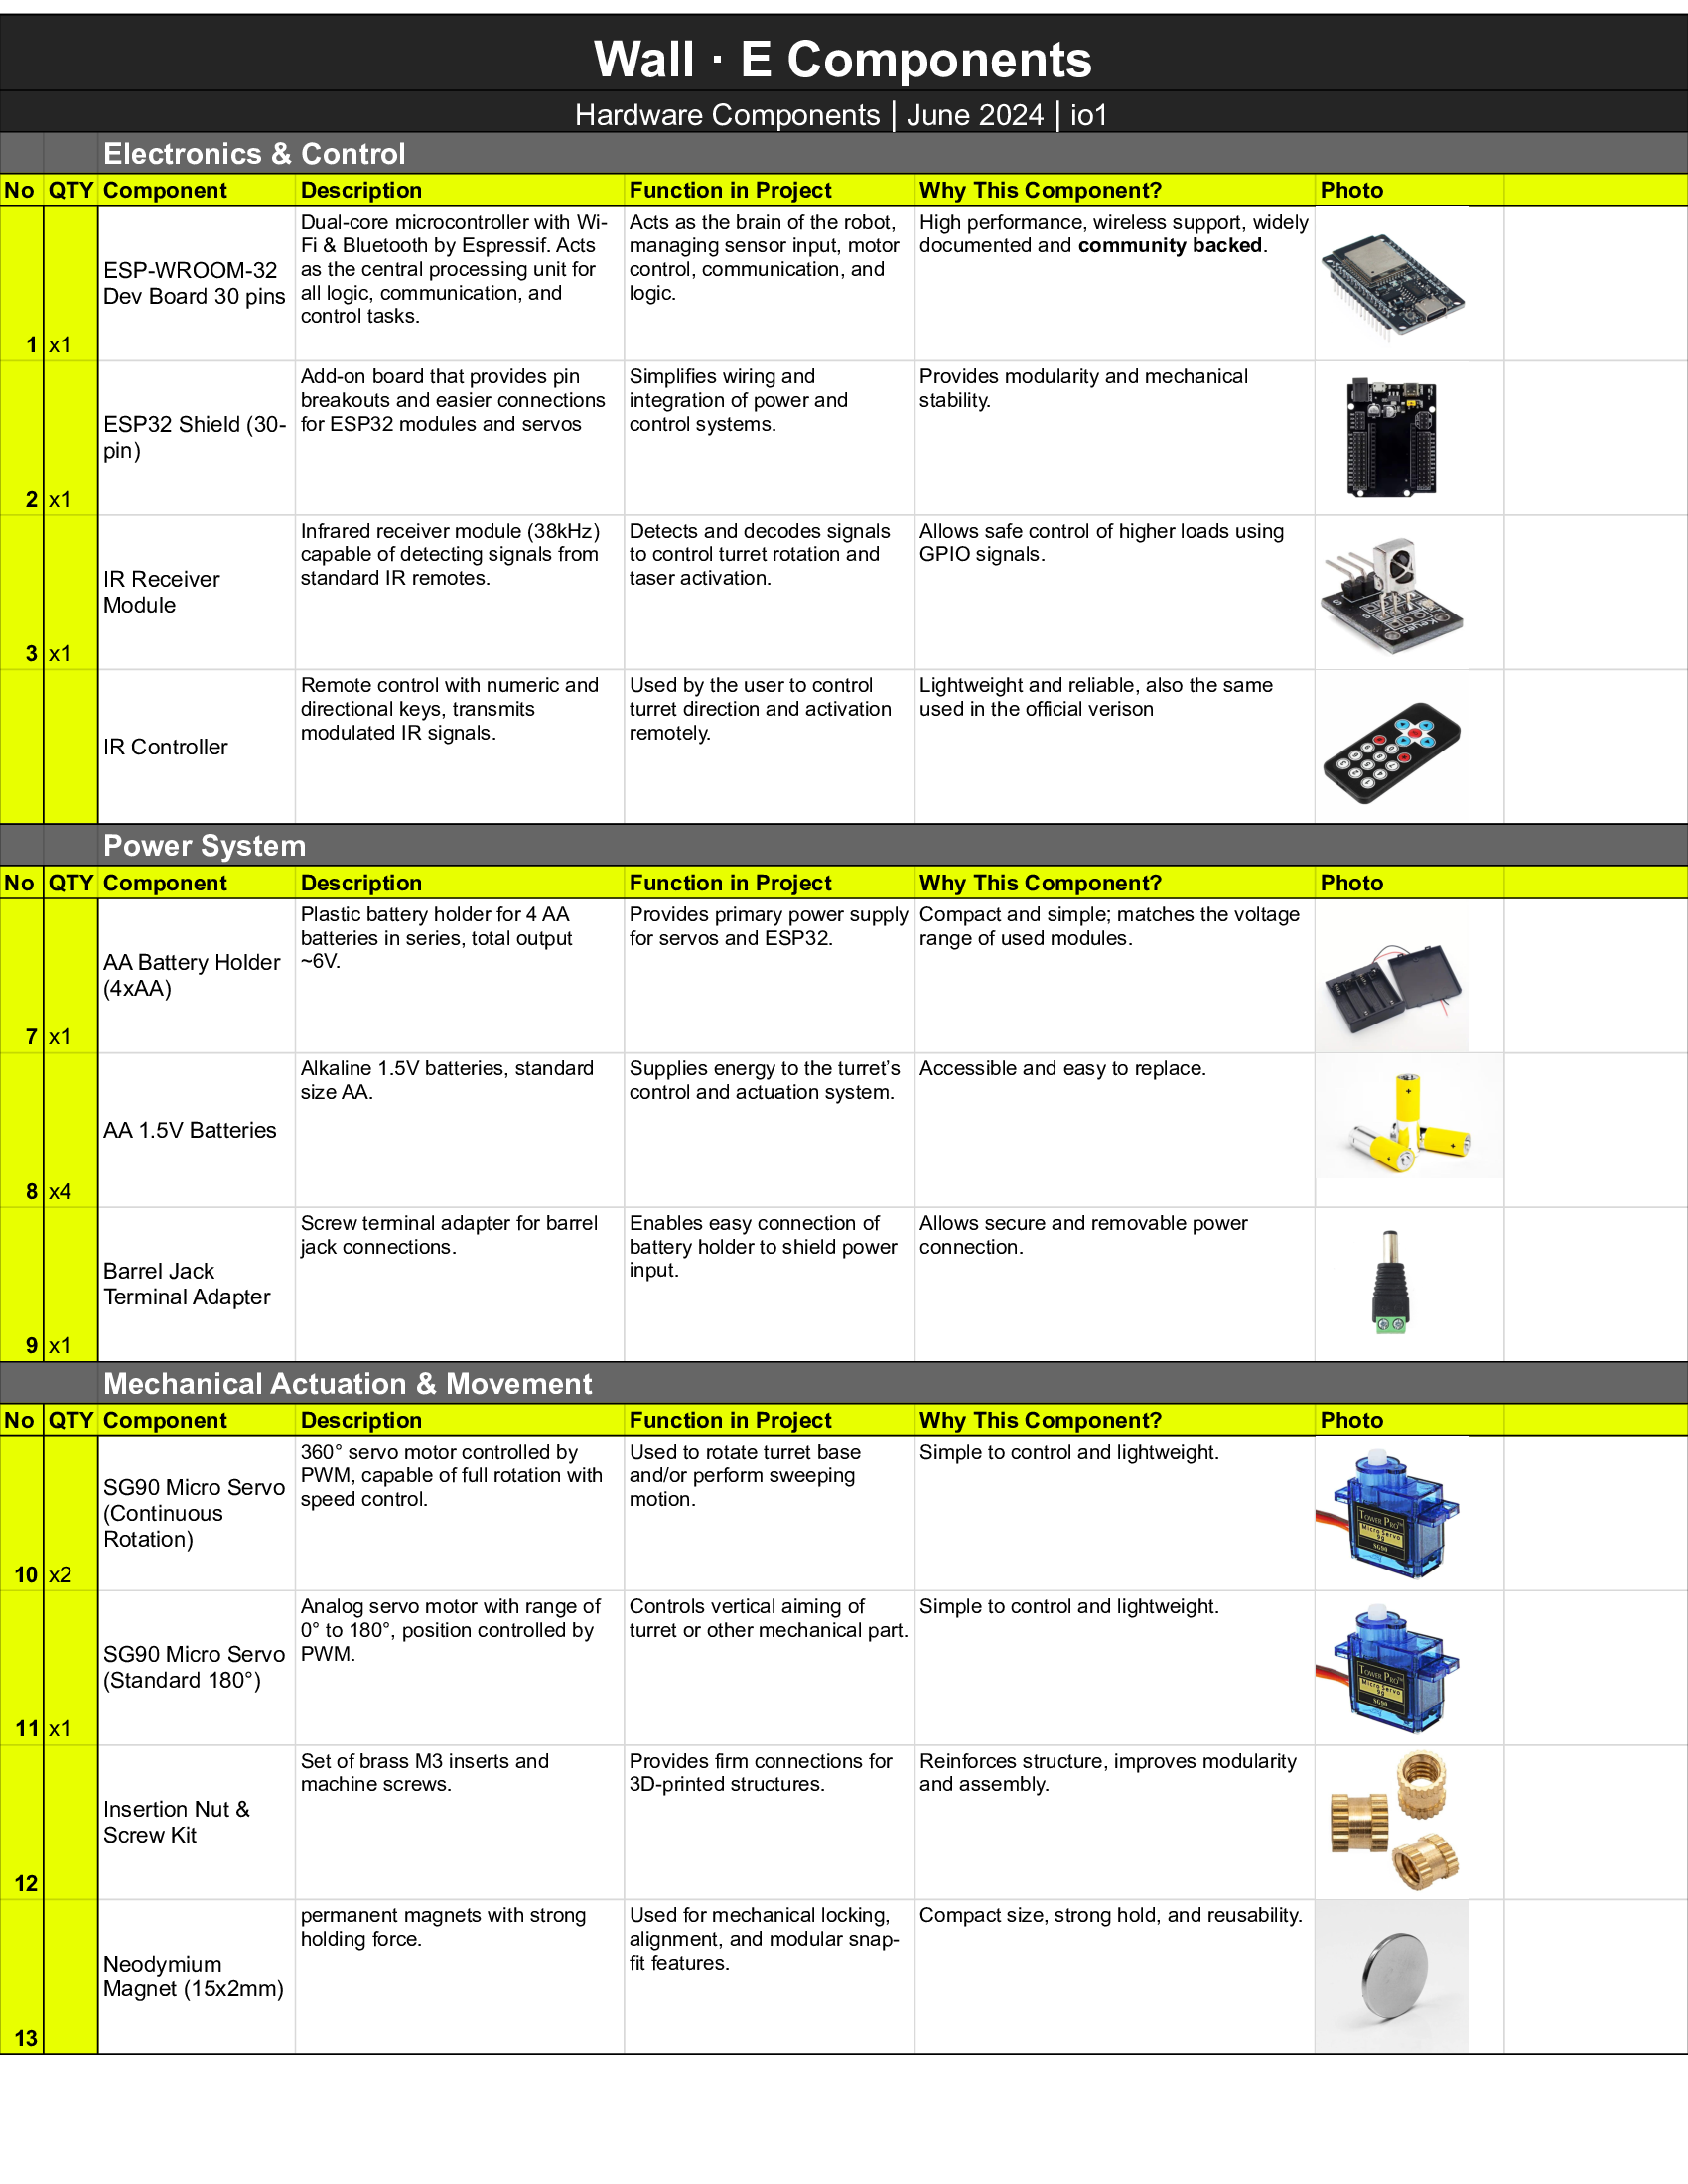 Wall · E Components
Hardware Components | June 2024 | io1
Electronics & Control
No QTY Component Description Function in Project Why This Component? Photo
1 x1
ESP-WROOM-32
Dev Board 30 pins
Dual-core microcontroller with Wi-
Fi & Bluetooth by Espressif. Acts
as the central processing unit for
all logic, communication, and
control tasks.
Acts as the brain of the robot,
managing sensor input, motor
control, communication, and
logic.
High performance, wireless support, widely
documented and community backed.
2 x1
ESP32 Shield (30-
pin)
Add-on board that provides pin
breakouts and easier connections
for ESP32 modules and servos
Simplifies wiring and
integration of power and
control systems.
Provides modularity and mechanical
stability.
3 x1
IR Receiver
Module
Infrared receiver module (38kHz)
capable of detecting signals from
standard IR remotes.
Detects and decodes signals
to control turret rotation and
taser activation.
Allows safe control of higher loads using
GPIO signals.
IR Controller
Remote control with numeric and
directional keys, transmits
modulated IR signals.
Used by the user to control
turret direction and activation
remotely.
Lightweight and reliable, also the same
used in the official verison
Power System
No QTY Component Description Function in Project Why This Component? Photo
7 x1
AA Battery Holder
(4xAA)
Plastic battery holder for 4 AA
batteries in series, total output
~6V.
Provides primary power supply
for servos and ESP32.
Compact and simple; matches the voltage
range of used modules.
8 x4
AA 1.5V Batteries
Alkaline 1.5V batteries, standard
size AA.
Supplies energy to the turret’s
control and actuation system.
Accessible and easy to replace.
9 x1
Barrel Jack
Terminal Adapter
Screw terminal adapter for barrel
jack connections.
Enables easy connection of
battery holder to shield power
input.
Allows secure and removable power
connection.
Mechanical Actuation & Movement
No QTY Component Description Function in Project Why This Component? Photo
10 x2
SG90 Micro Servo
(Continuous
Rotation)
360° servo motor controlled by
PWM, capable of full rotation with
speed control.
Used to rotate turret base
and/or perform sweeping
motion.
Simple to control and lightweight.
Tower Pro
Micro Servo
9g
SG90
11 x1
SG90 Micro Servo
(Standard 180°)
Analog servo motor with range of
0° to 180°, position controlled by
PWM.
Controls vertical aiming of
turret or other mechanical part.
Simple to control and lightweight.
Tower Pro
Micro Servo
9g
SG90
12
Insertion Nut &
Screw Kit
Set of brass M3 inserts and
machine screws.
Provides firm connections for
3D-printed structures.
Reinforces structure, improves modularity
and assembly.
13
Neodymium
Magnet (15x2mm)
permanent magnets with strong
holding force.
Used for mechanical locking,
alignment, and modular snap-
fit features.
Compact size, strong hold, and reusability.